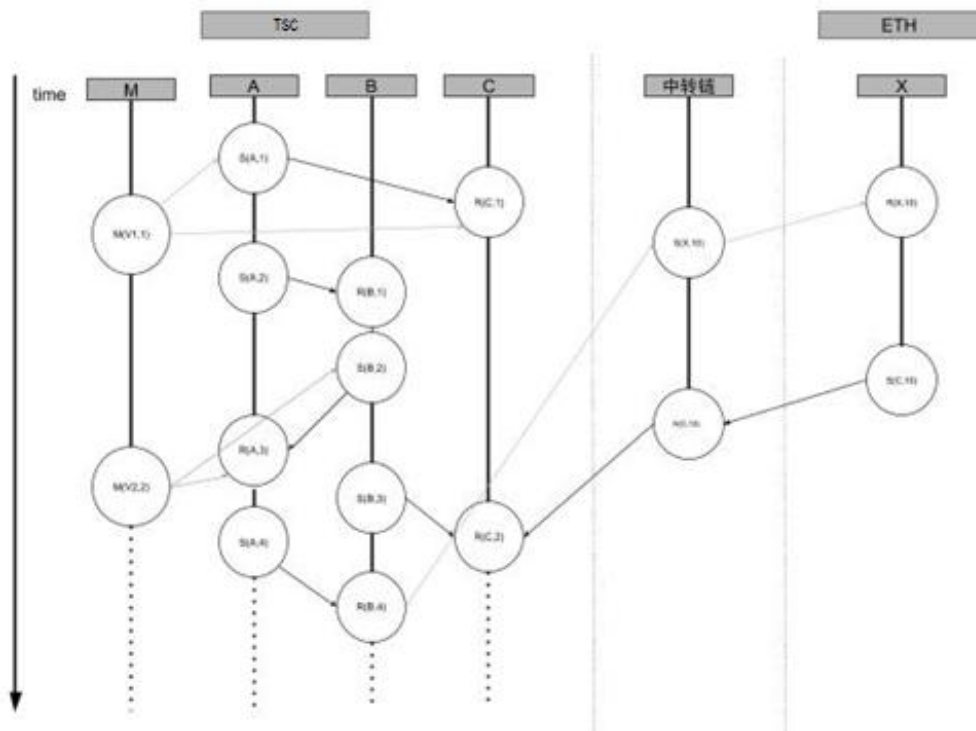 TSC
ETH
time
M
A
B
C
中转链
X
S(A,1)
R(C,1)
R(X,10)
M(V1,1)
S(X,10)
S(A,2)
R(B,1)
S(B,2)
S(C,10)
R(A,3)
M(V2,2)
S(B,3)
R(C,2)
S(A,4)
R(B,4)